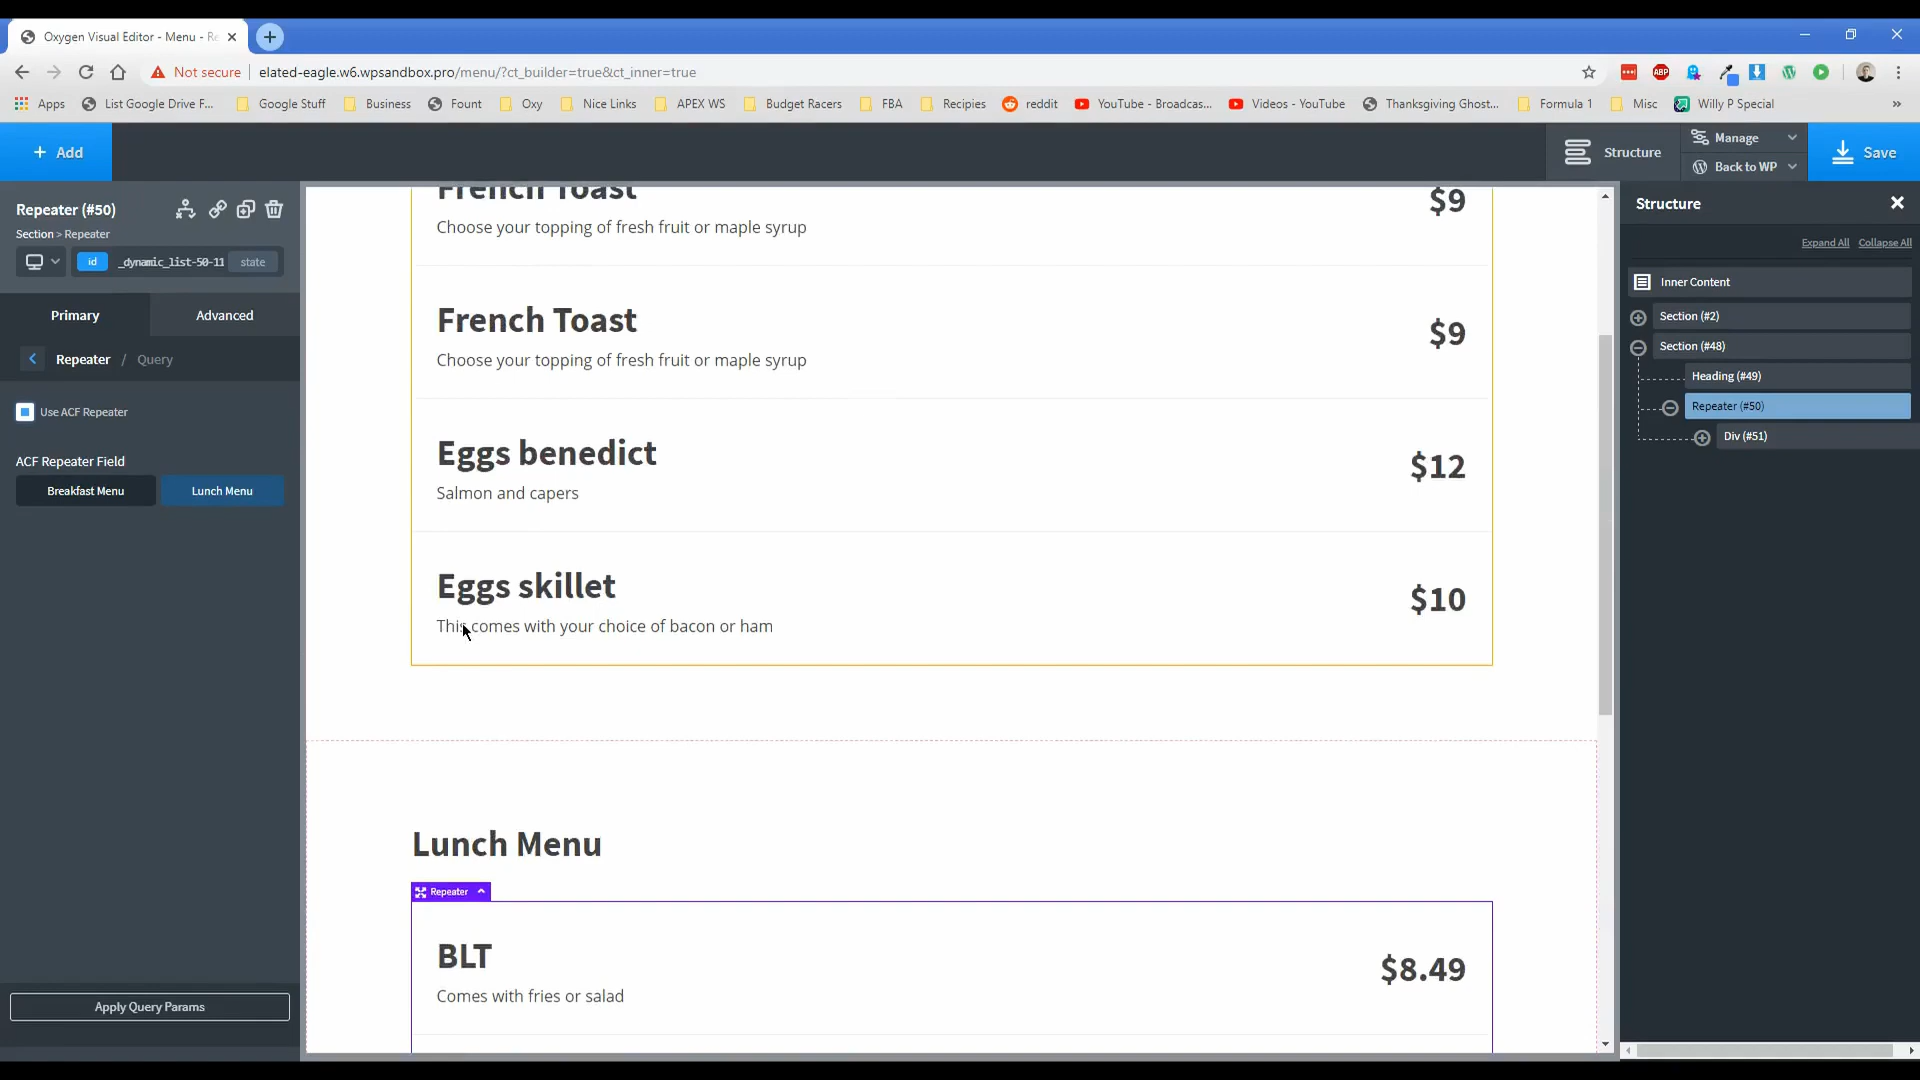 Oxygen Visual Editor - Menu - Re
Not secure | elated-eagle.w6.wpsandbox.pro/menu/?ct_builder=true&ct_inner=true
ABP
Apps List Google Drive F... Google Stuff Business Fount Oxy Nice Links APEX WS Budget Racers FBA Recipies reddit YouTube - Broadcas... Videos - YouTube Thanksgiving Ghost... Formula 1 Misc Willy P Special »
+ Add
Structure
Manage
Back to WP
Save
Repeater (#50)
Section > Repeater
id _dynamic_list-50-11 state
Primary Advanced
Repeater / Query
Use ACF Repeater
ACF Repeater Field
Breakfast Menu Lunch Menu
Apply Query Params
French Toast $9
Choose your topping of fresh fruit or maple syrup
French Toast $9
Choose your topping of fresh fruit or maple syrup
Eggs benedict $12
Salmon and capers
Eggs skillet $10
This comes with your choice of bacon or ham
Lunch Menu
Repeater
BLT $8.49
Comes with fries or salad
Structure
Expand All Collapse All
Inner Content
Section (#2)
Section (#48)
Heading (#49)
Repeater (#50)
Div (#51)